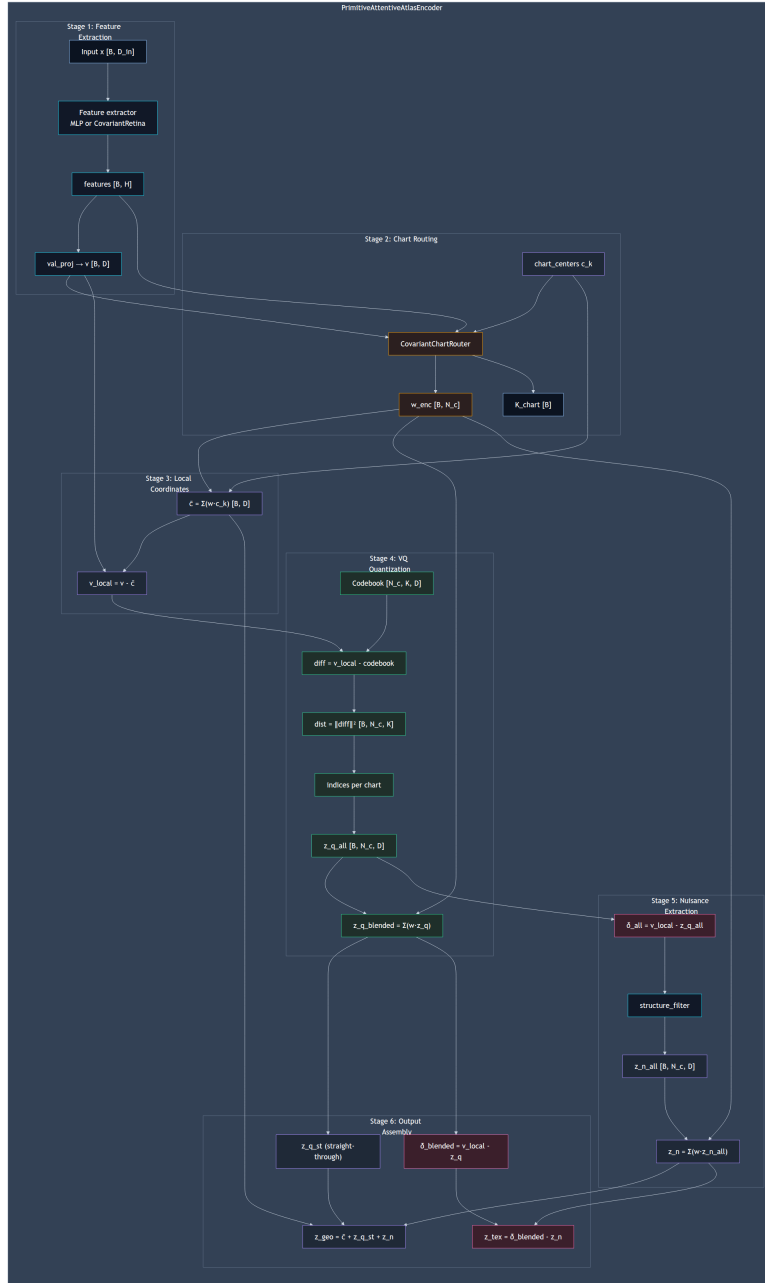 PrimitiveAttentiveAtlasEncoder
Stage 1: Feature
Extraction
Input x [B, D_in]
Feature extractor
MLP or CovariantRetina
features [B, H]
val_proj → v [B, D]
Stage 2: Chart Routing
chart_centers c_k
CovariantChartRouter
w_enc [B, N_c]
K_chart [B]
Stage 3: Local
Coordinates
c̄ = Σ(w·c_k) [B, D]
v_local = v - c̄
Stage 4: VQ
Quantization
Codebook [N_c, K, D]
diff = v_local - codebook
dist = ‖diff‖² [B, N_c, K]
indices per chart
z_q_all [B, N_c, D]
z_q_blended = Σ(w·z_q)
Stage 5: Nuisance
Extraction
δ_all = v_local - z_q_all
structure_filter
z_n_all [B, N_c, D]
z_n = Σ(w·z_n_all)
Stage 6: Output
Assembly
z_q_st (straight-
through)
δ_blended = v_local -
z_q
z_geo = c̄ + z_q_st + z_n
z_tex = δ_blended - z_n